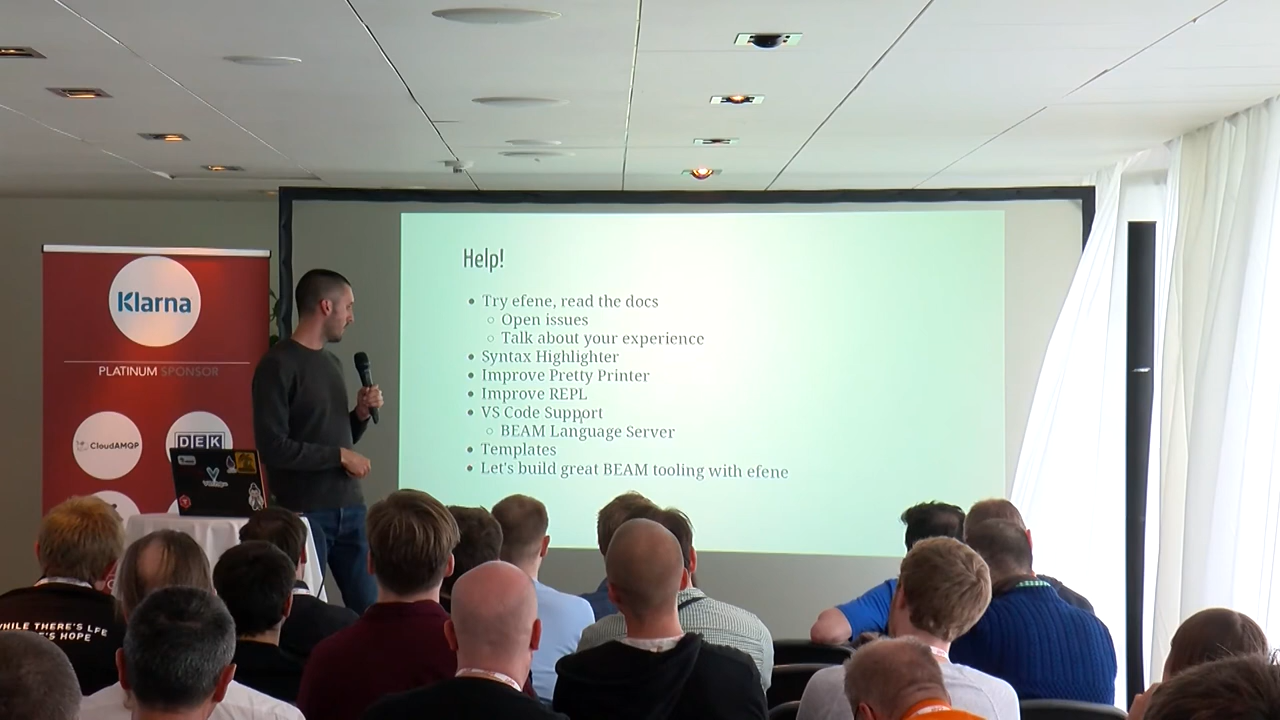 Klarna
PLATINUM SPONSOR
CloudAMQP
DEK
Help!
• Try efene, read the docs
○ Open issues
○ Talk about your experience
• Syntax Highlighter
• Improve Pretty Printer
• Improve REPL
• VS Code Support
○ BEAM Language Server
• Templates
• Let's build great BEAM tooling with efene
WHILE THERE'S LFE
HOPE